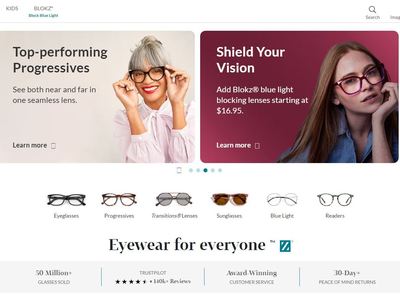 KIDS
BLOKZ®
Block Blue Light
Search
Top-performing
Progressives
See both near and far in
one seamless lens.
Learn more
Shield Your
Vision
Add Blokz® blue light
blocking lenses starting at
$16.95.
Learn more
Eyeglasses
Progressives
Transitions® Lenses
Sunglasses
Blue Light
Readers
Eyewear for everyone ™
50 Million+
GLASSES SOLD
TRUSTPILOT
★★★★★ + 140k+ Reviews
Award-Winning
CUSTOMER SERVICE
30-Day+
PEACE OF MIND RETURNS